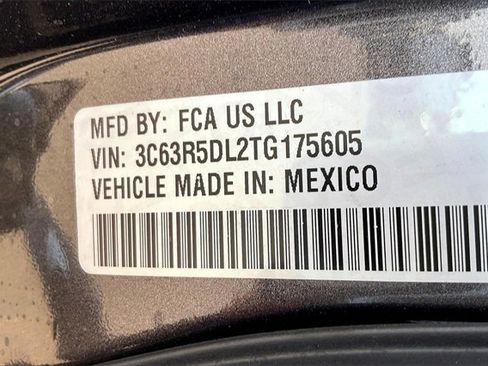 MFD BY: FCA US LLC
VIN: 3C63R5DL2TG175605
VEHICLE MADE IN: MEXICO